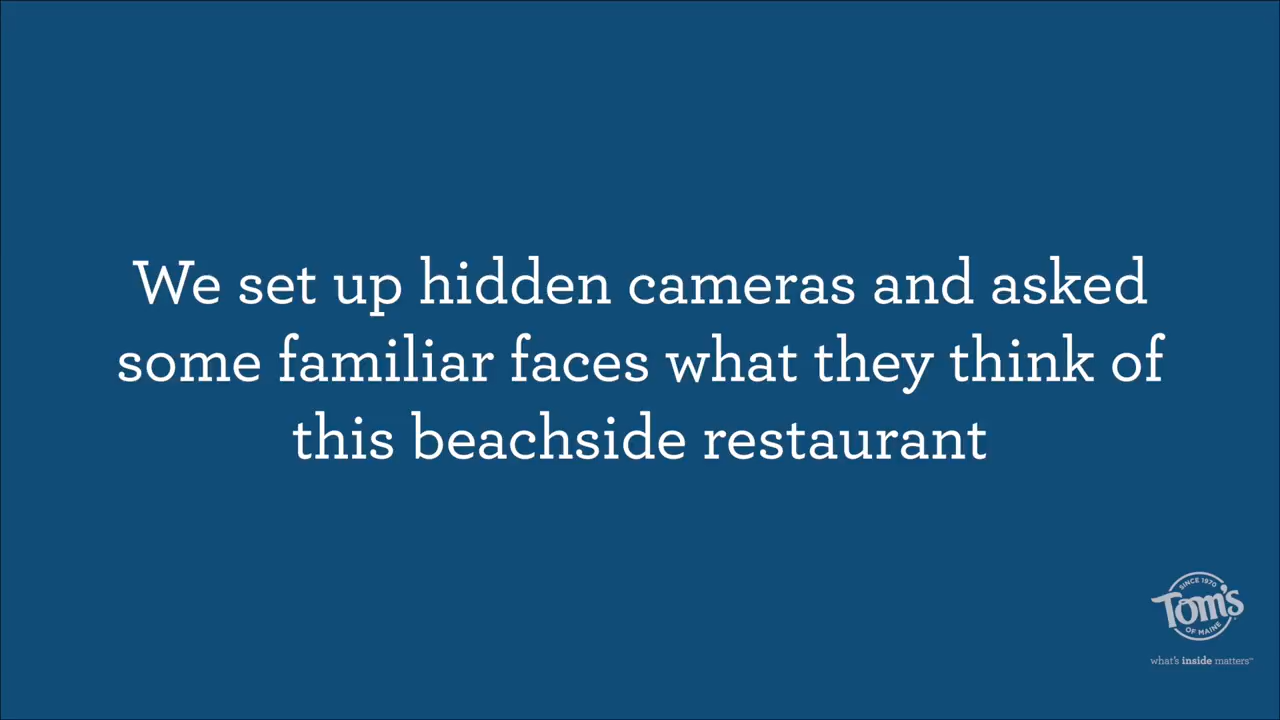 We set up hidden cameras and asked
some familiar faces what they think of
this beachside restaurant
SINCE 1970
Tom's
OF MAINE
what's inside matters℠